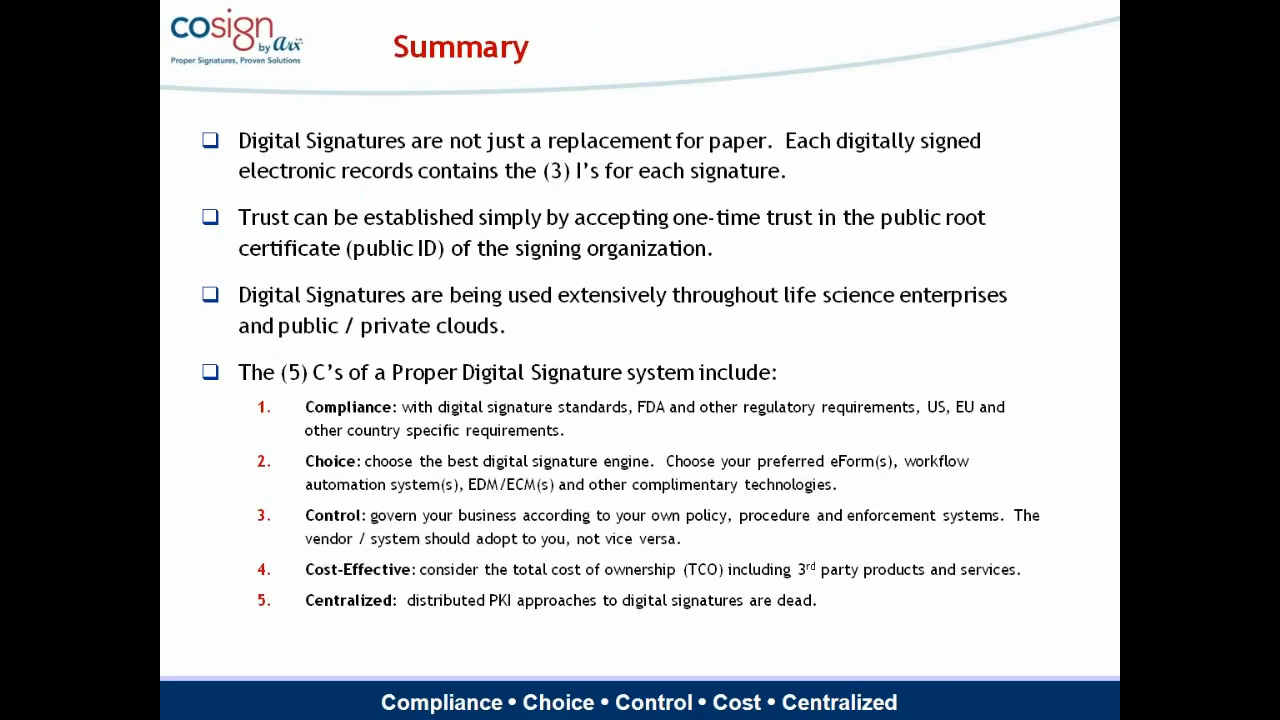 cosign
by arx
Proper Signatures, Proven Solutions
Summary
Digital Signatures are not just a replacement for paper. Each digitally signed
electronic records contains the (3) I's for each signature.
Trust can be established simply by accepting one-time trust in the public root
certificate (public ID) of the signing organization.
Digital Signatures are being used extensively throughout life science enterprises
and public / private clouds.
The (5) C's of a Proper Digital Signature system include:
1. Compliance: with digital signature standards, FDA and other regulatory requirements, US, EU and
other country specific requirements.
2. Choice: choose the best digital signature engine. Choose your preferred eForm(s), workflow
automation system(s), EDM/ECM(s) and other complimentary technologies.
3. Control: govern your business according to your own policy, procedure and enforcement systems. The
vendor / system should adopt to you, not vice versa.
4. Cost-Effective: consider the total cost of ownership (TCO) including 3rd party products and services.
5. Centralized: distributed PKI approaches to digital signatures are dead.
Compliance • Choice • Control • Cost • Centralized